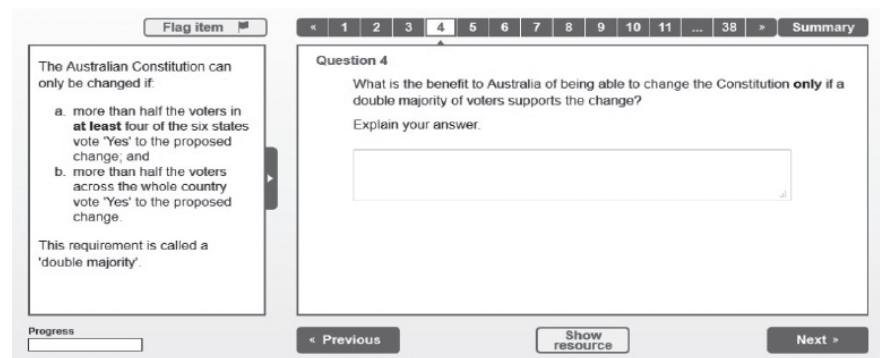 Flag item
« 1 2 3 4 5 6 7 8 9 10 11 ... 38 » Summary
The Australian Constitution can
only be changed if:
a. more than half the voters in
at least four of the six states
vote 'Yes' to the proposed
change; and
b. more than half the voters
across the whole country
vote 'Yes' to the proposed
change.
This requirement is called a
'double majority'.
Question 4
What is the benefit to Australia of being able to change the Constitution only if a
double majority of voters supports the change?
Explain your answer.
Progress
« Previous
Show
resource
Next »